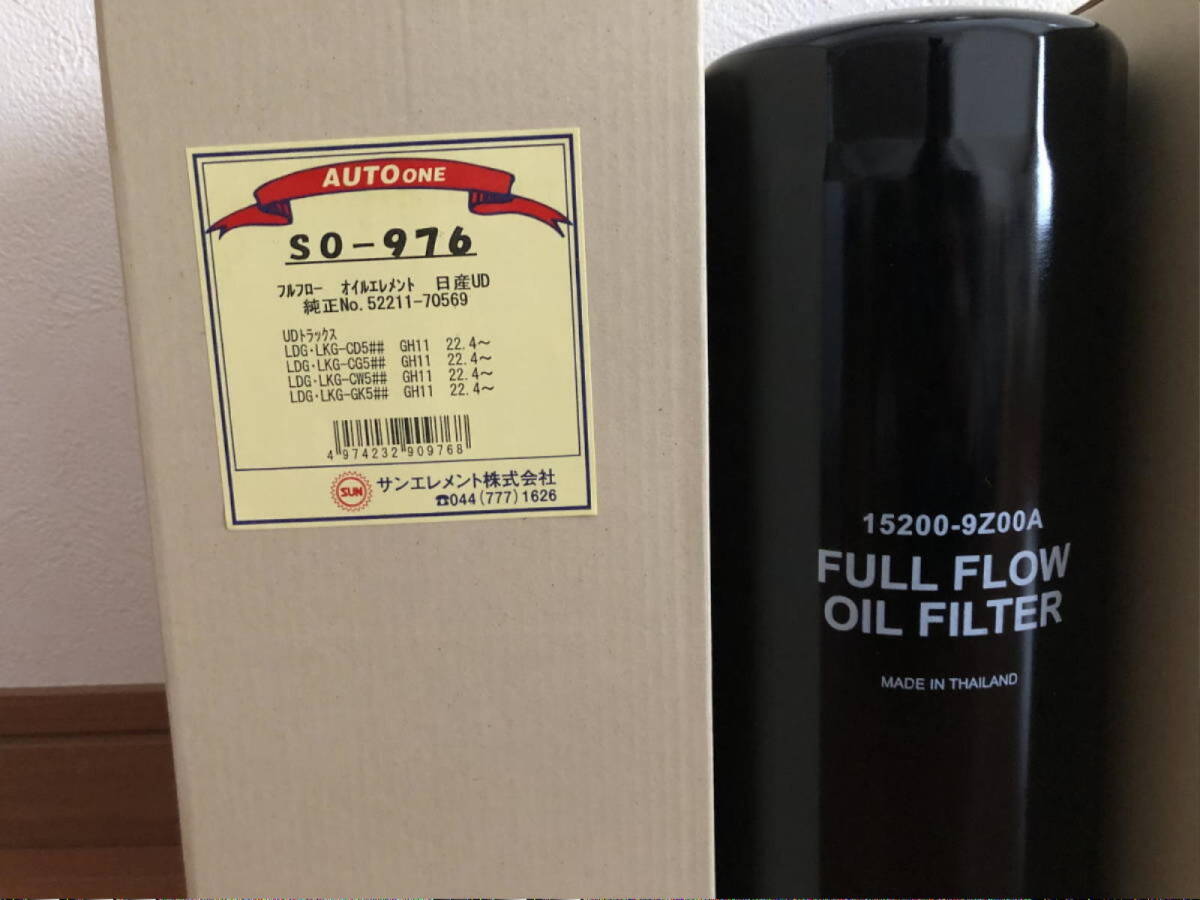 AUTO ONE
SO-976
ﾌﾙﾌﾛｰ ｵｲﾙｴﾚﾒﾝﾄ 日産UD
純正No.52211-70569
UDﾄﾗｯｸｽ
LDG･LKG-CD5## GH11 22.4～
LDG･LKG-CG5## GH11 22.4～
LDG･LKG-CW5## GH11 22.4～
LDG･LKG-GK5## GH11 22.4～
4 974232 909768
SUN サンエレメント株式会社
☎044(777)1626
15200-9Z00A
FULL FLOW
OIL FILTER
MADE IN THAILAND